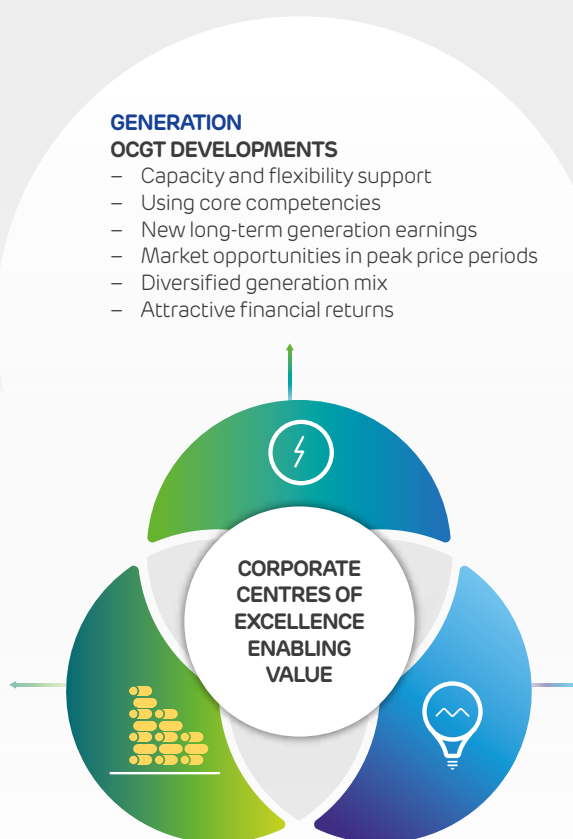 GENERATION
OCGT DEVELOPMENTS
– Capacity and flexibility support
– Using core competencies
– New long-term generation earnings
– Market opportunities in peak price periods
– Diversified generation mix
– Attractive financial returns
CORPORATE
CENTRES OF
EXCELLENCE
ENABLING
VALUE